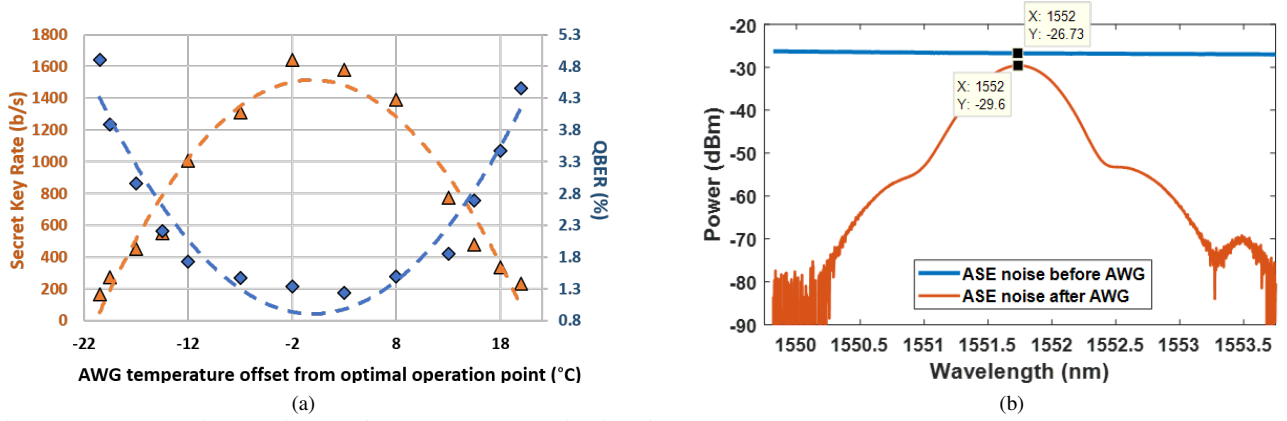 1800
1600
1400
1200
1000
800
600
400
200
0
Secret Key Rate (b/s)
5.3
4.8
4.3
3.8
3.3
2.8
2.3
1.8
1.3
0.8
QBER (%)
-22 -12 -2 8 18
AWG temperature offset from optimal operation point (˚C)
(a)
-20
-30
-40
-50
-60
-70
-80
-90
Power (dBm)
X: 1552
Y: -26.73
X: 1552
Y: -29.6
ASE noise before AWG
ASE noise after AWG
1550 1550.5 1551 1551.5 1552 1552.5 1553 1553.5
Wavelength (nm)
(b)